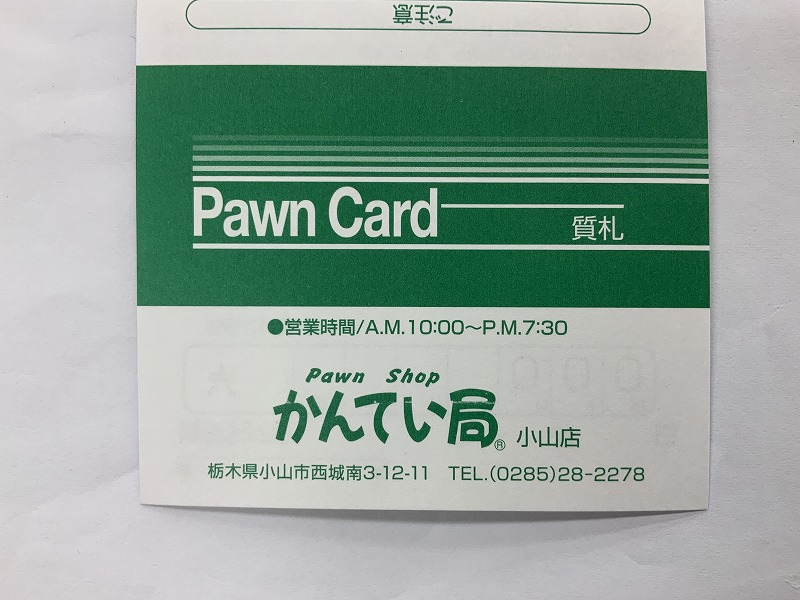 ご注意
Pawn Card
質札
●営業時間/A.M.10:00～P.M.7:30
Pawn Shop
かんてい局® 小山店
栃木県小山市西城南3-12-11 TEL.(0285)28-2278